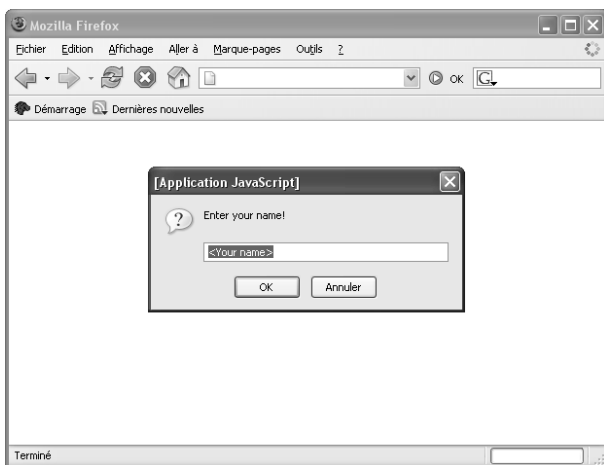 Mozilla Firefox
Fichier Edition Affichage Aller à Marque-pages Outils ?
OK G
Démarrage Dernières nouvelles
[Application JavaScript]
? Enter your name!
<Your name>
OK Annuler
Terminé